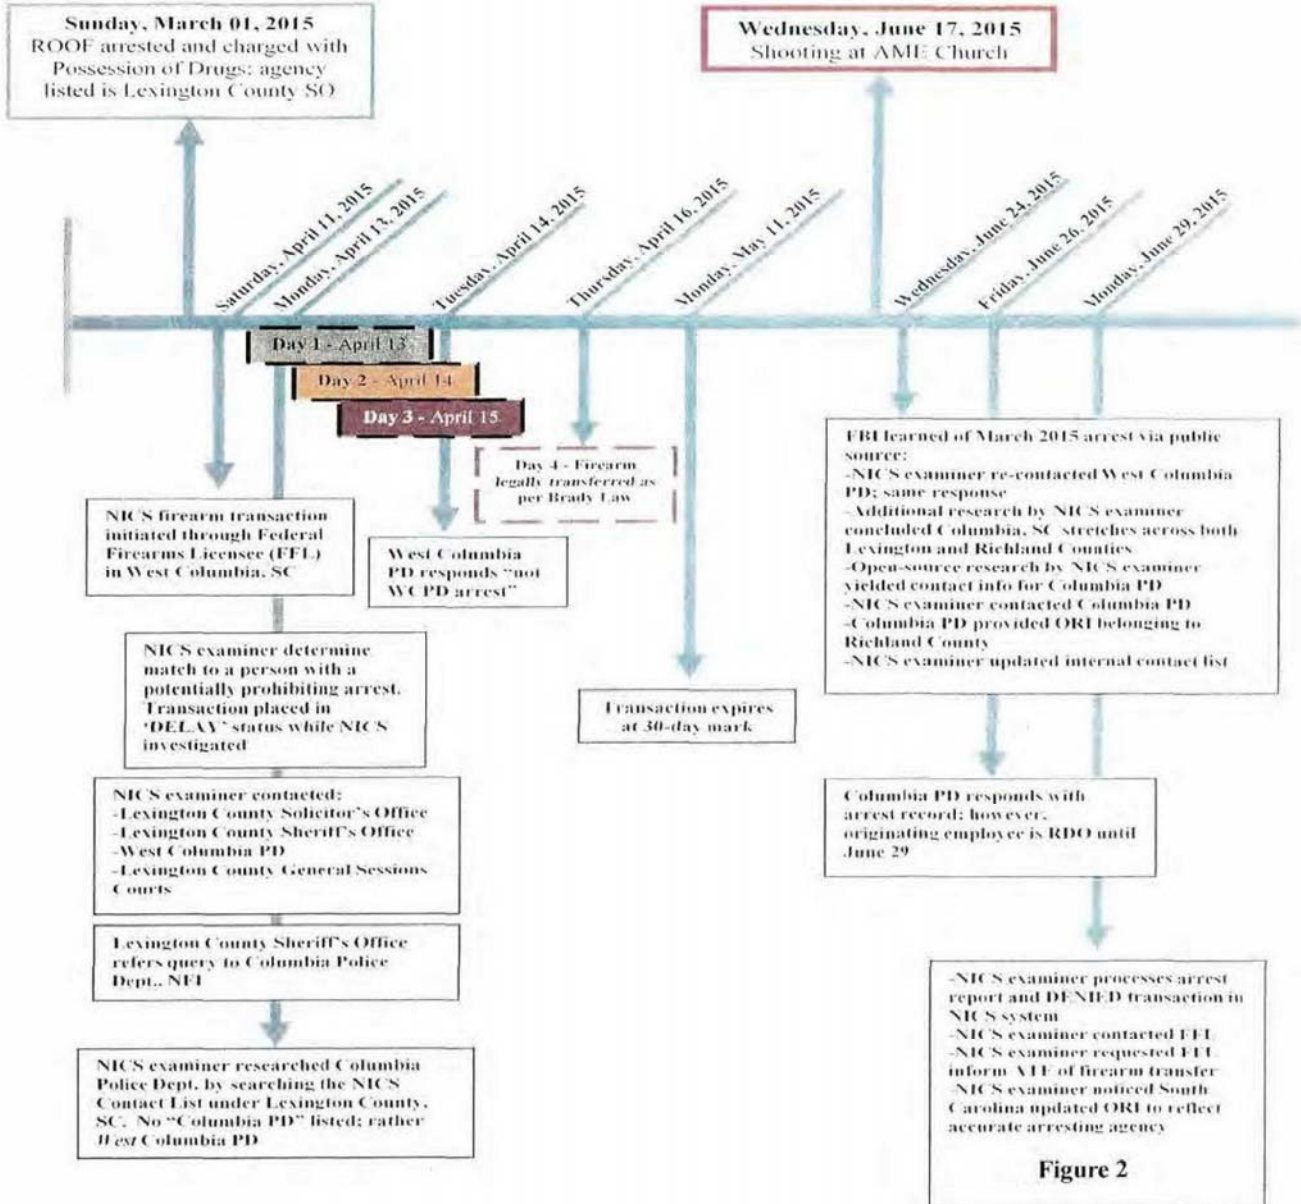 Sunday, March 01, 2015
ROOF arrested and charged with
Possession of Drugs; agency
listed is Lexington County SO
Wednesday, June 17, 2015
Shooting at AME Church
Saturday, April 11, 2015
Monday, April 13, 2015
Tuesday, April 14, 2015
Thursday, April 16, 2015
Monday, May 11, 2015
Wednesday, June 24, 2015
Friday, June 26, 2015
Monday, June 29, 2015
Day 1 - April 13
Day 2 - April 14
Day 3 - April 15
Day 4 - Firearm
legally transferred as
per Brady Law
NICS firearm transaction
initiated through Federal
Firearms Licensee (FFL)
in West Columbia, SC
West Columbia
PD responds “not
WCPD arrest”
NICS examiner determine
match to a person with a
potentially prohibiting arrest.
Transaction placed in
‘DELAY’ status while NICS
investigated
NICS examiner contacted:
-Lexington County Solicitor's Office
-Lexington County Sheriff's Office
-West Columbia PD
-Lexington County General Sessions
Courts
Lexington County Sheriff's Office
refers query to Columbia Police
Dept., NFI
NICS examiner researched Columbia
Police Dept. by searching the NICS
Contact List under Lexington County,
SC. No “Columbia PD” listed; rather
West Columbia PD
Transaction expires
at 30-day mark
FBI learned of March 2015 arrest via public
source:
-NICS examiner re-contacted West Columbia
PD; same response
-Additional research by NICS examiner
concluded Columbia, SC stretches across both
Lexington and Richland Counties
-Open-source research by NICS examiner
yielded contact info for Columbia PD
-NICS examiner contacted Columbia PD
-Columbia PD provided ORI belonging to
Richland County
-NICS examiner updated internal contact list
Columbia PD responds with
arrest record; however,
originating employee is RDO until
June 29
-NICS examiner processes arrest
report and DENIED transaction in
NICS system
-NICS examiner contacted FFL
-NICS examiner requested FFL
inform ATF of firearm transfer
-NICS examiner noticed South
Carolina updated ORI to reflect
accurate arresting agency
Figure 2